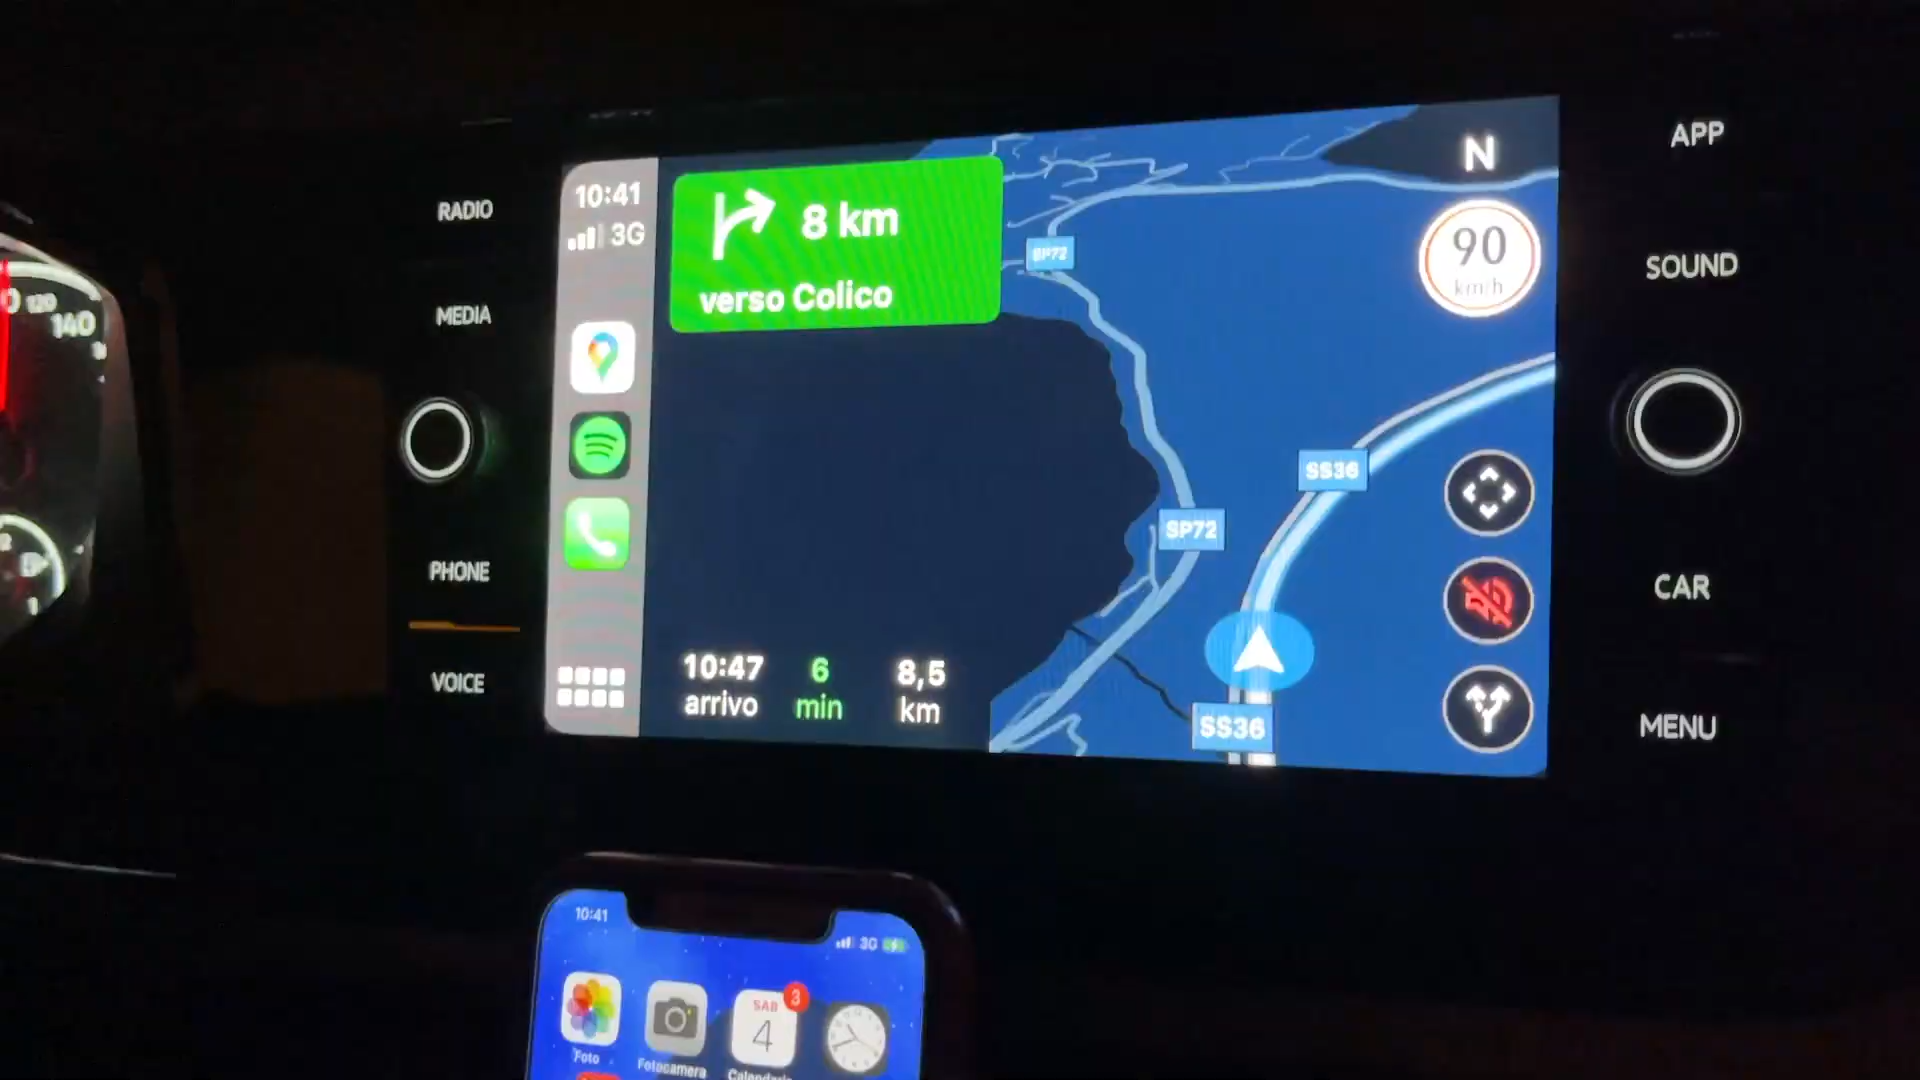 RADIO
MEDIA
PHONE
VOICE
120
140
10:41
3G
8 km
verso Colico
10:47
arrivo
6
min
8,5
km
N
90
km/h
SP72
SS36
SP72
SS36
APP
SOUND
CAR
MENU
10:41
3G
SAB
3
4
Foto
Fotocamera